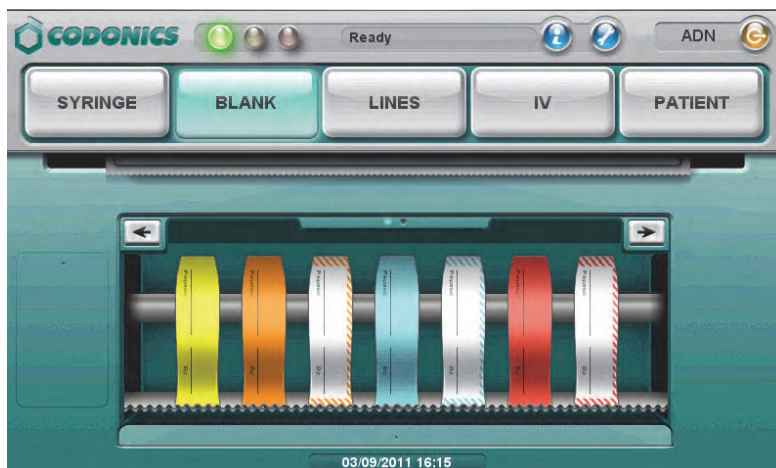 CODONICS
Ready
ADN
SYRINGE
BLANK
LINES
IV
PATIENT
03/09/2011 16:15